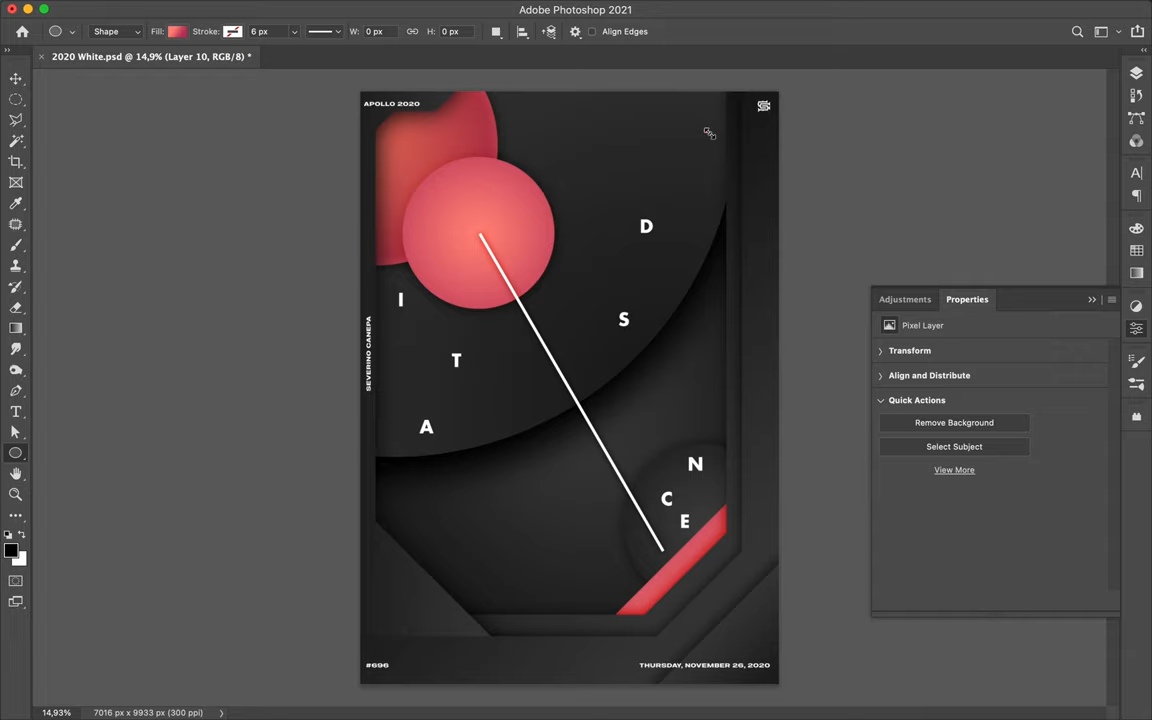 Adobe Photoshop 2021
Shape
Fill:
Stroke:
6 px
W:
0 px
H:
0 px
Align Edges
2020 White.psd @ 14,9% (Layer 10, RGB/8) *
APOLLO 2020
D
I
S
T
A
N
C
E
SEVERINO CANEPA
#696
THURSDAY, NOVEMBER 26, 2020
Adjustments
Properties
Pixel Layer
Transform
Align and Distribute
Quick Actions
Remove Background
Select Subject
View More
14,93%
7016 px x 9933 px (300 ppi)